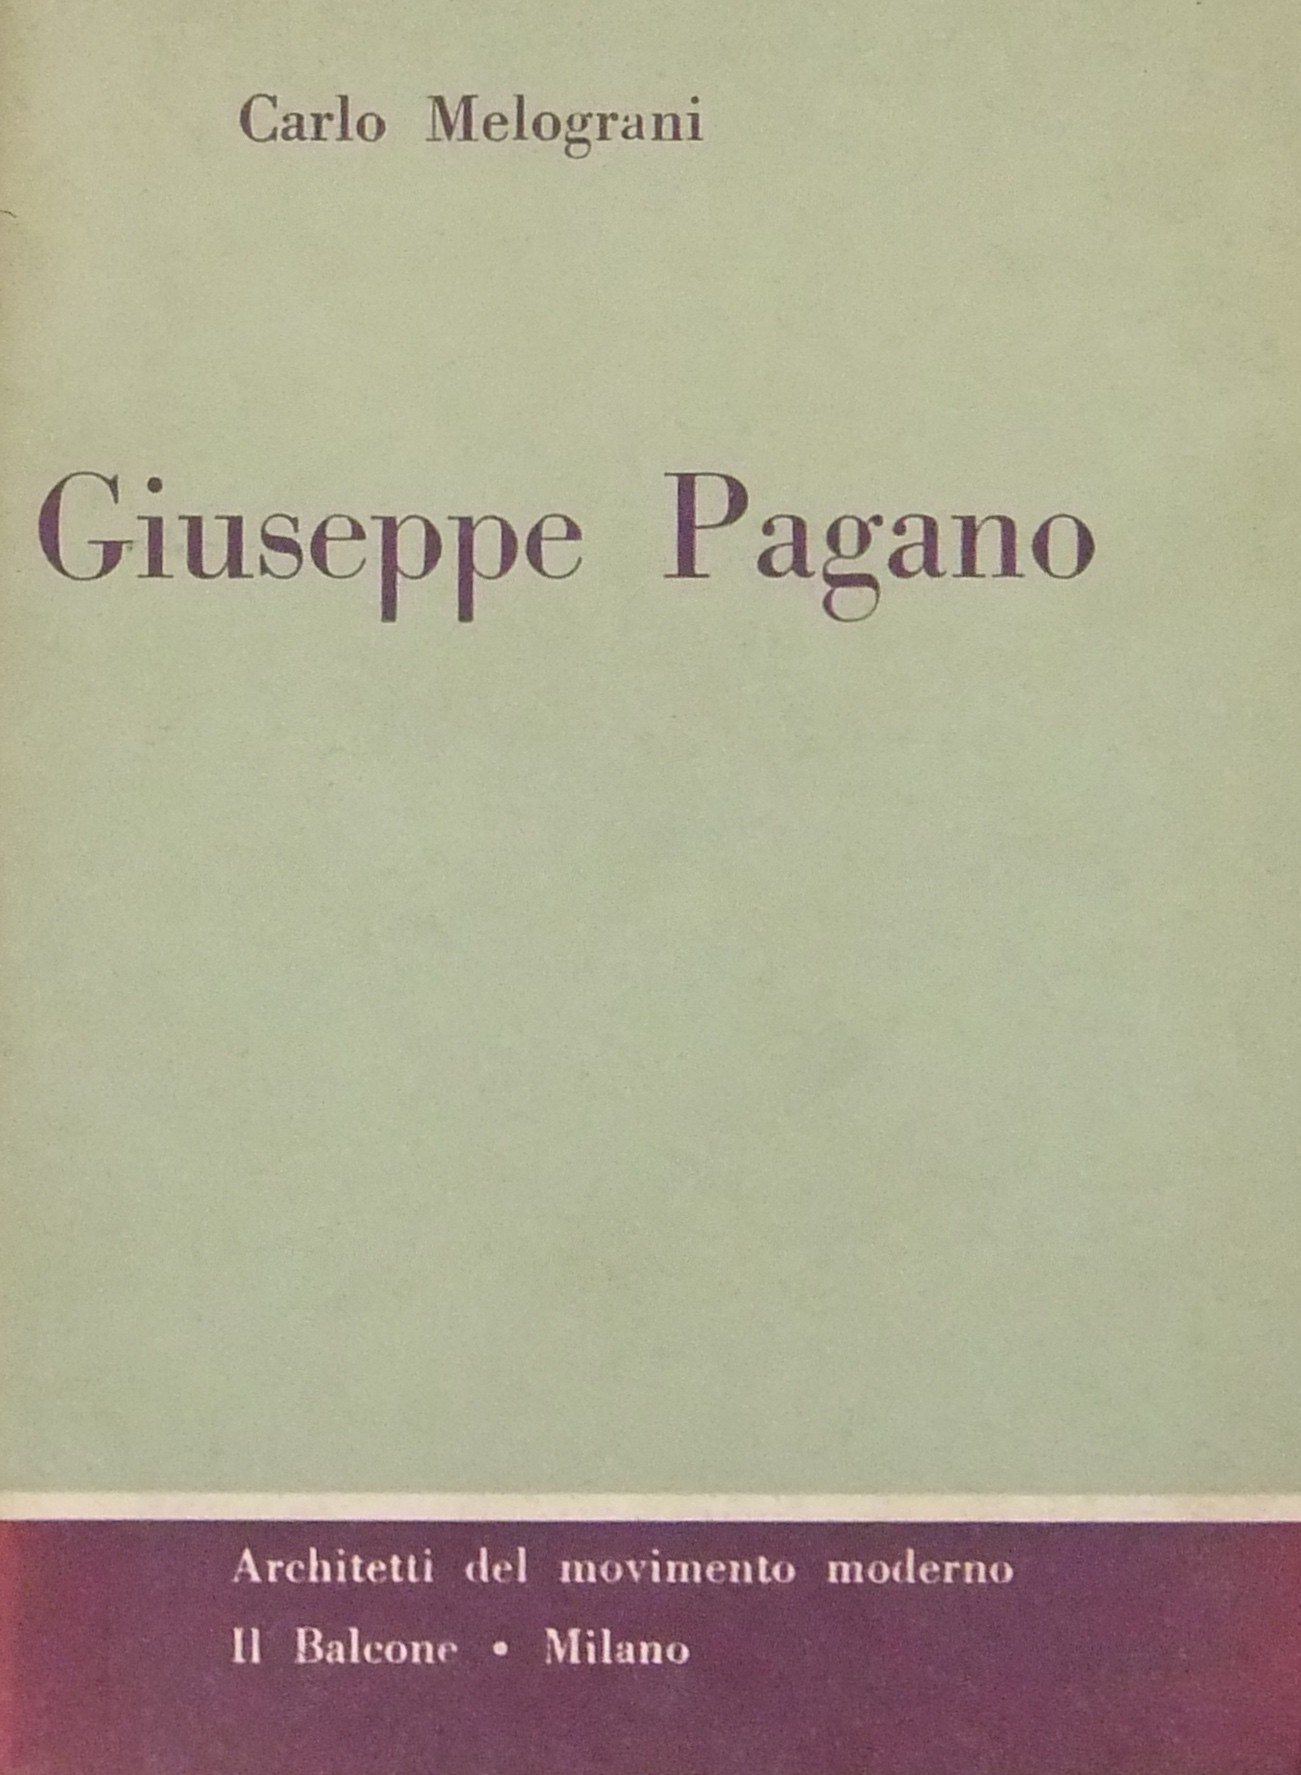 Carlo Melograni
Giuseppe Pagano
Architetti del movimento moderno
Il Balcone • Milano